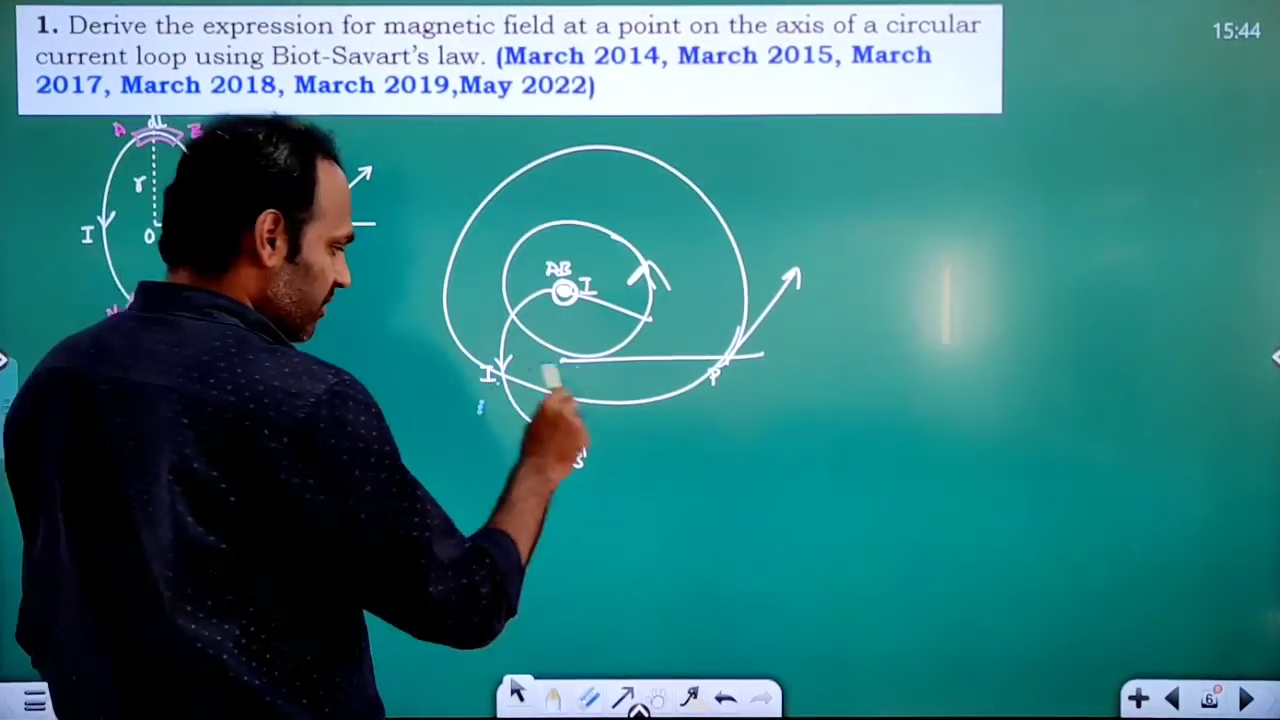 1. Derive the expression for magnetic field at a point on the axis of a circular
current loop using Biot-Savart's law. (March 2014, March 2015, March
2017, March 2018, March 2019,May 2022)
15:44
A dl B
r
I
O
AB
I
I
P
S'
6